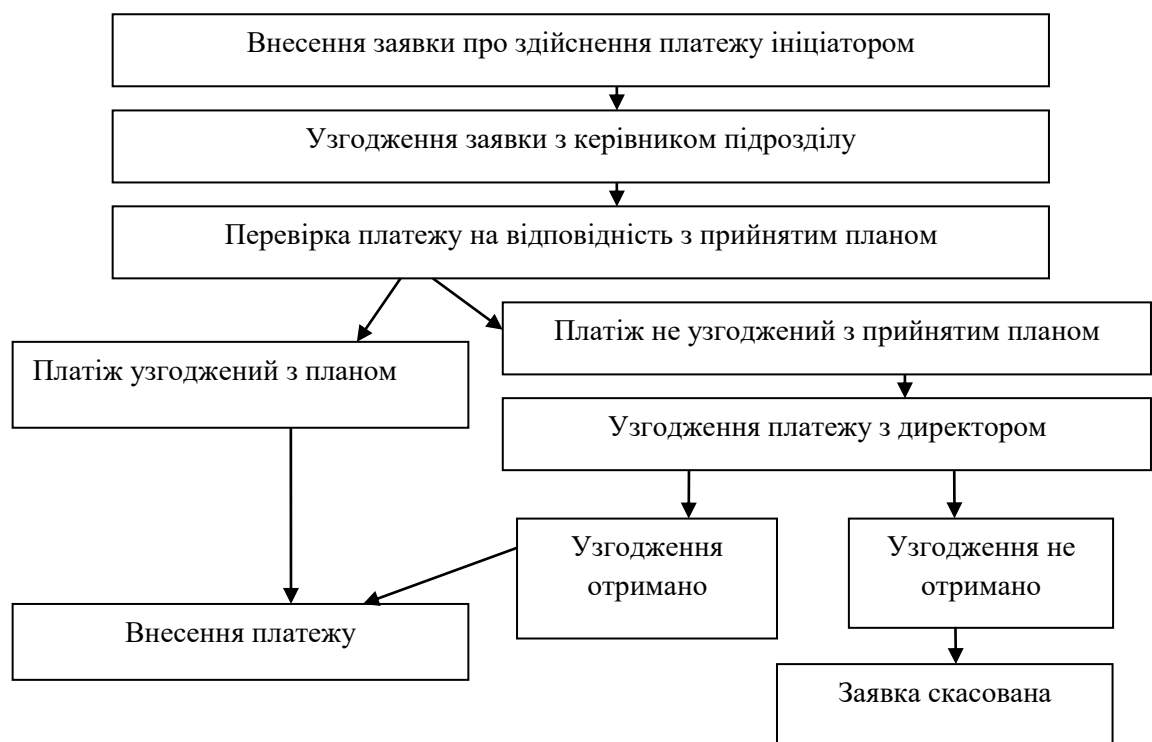 Внесення заявки про здійснення платежу ініціатором
Узгодження заявки з керівником підрозділу
Перевірка платежу на відповідність з прийнятим планом
Платіж не узгоджений з прийнятим планом
Платіж узгоджений з планом
Узгодження платежу з директором
Узгодження
отримано
Узгодження не
отримано
Внесення платежу
Заявка скасована